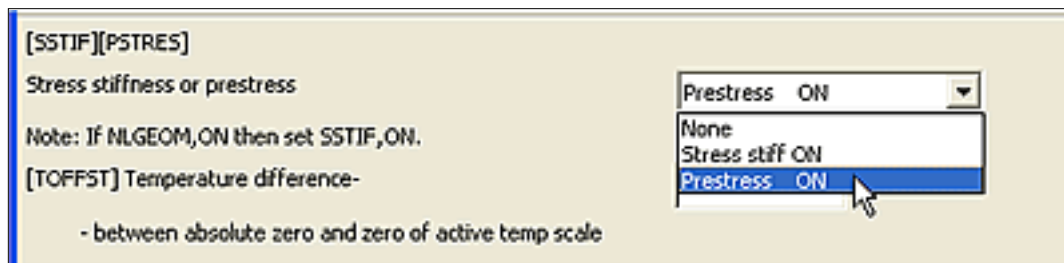 [SSTIF][PSTRES]
Stress stiffness or prestress
Prestress ON
None
Stress stiff ON
Prestress ON
Note: If NLGEOM,ON then set SSTIF,ON.
[TOFFST] Temperature difference-
- between absolute zero and zero of active temp scale